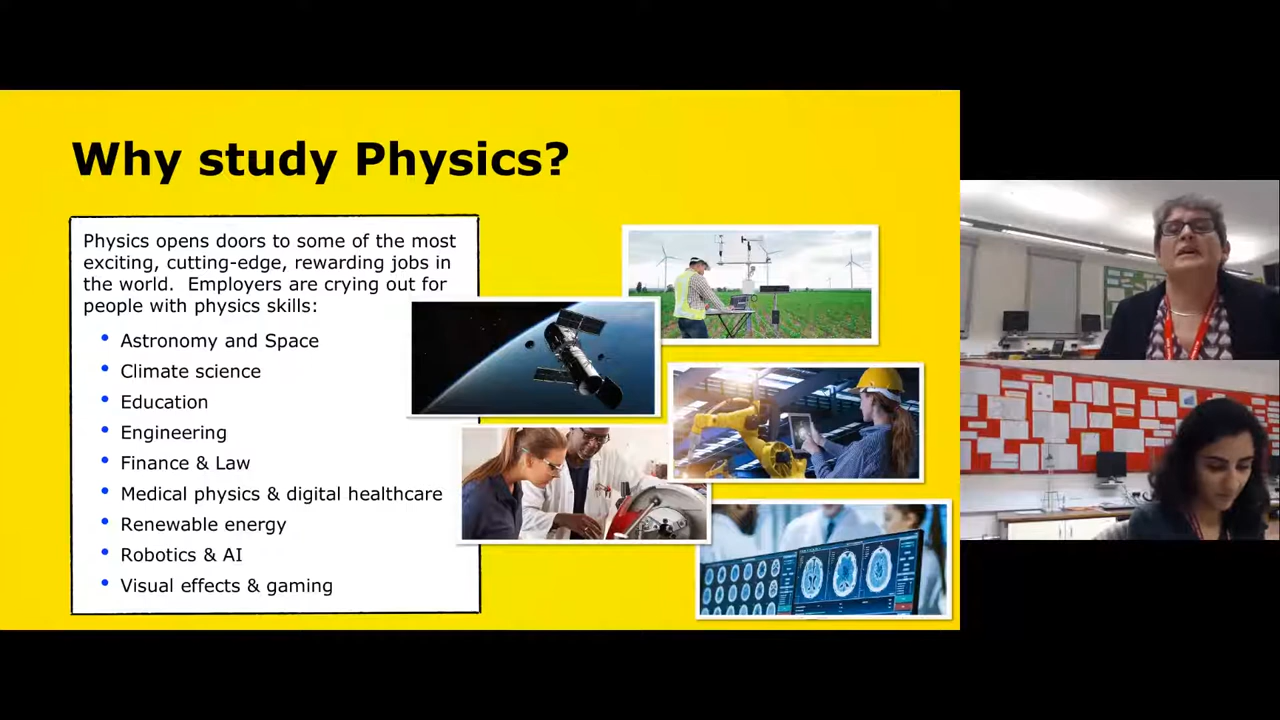 Why study Physics?
Physics opens doors to some of the most
exciting, cutting-edge, rewarding jobs in
the world.  Employers are crying out for
people with physics skills:
• Astronomy and Space
• Climate science
• Education
• Engineering
• Finance & Law
• Medical physics & digital healthcare
• Renewable energy
• Robotics & AI
• Visual effects & gaming